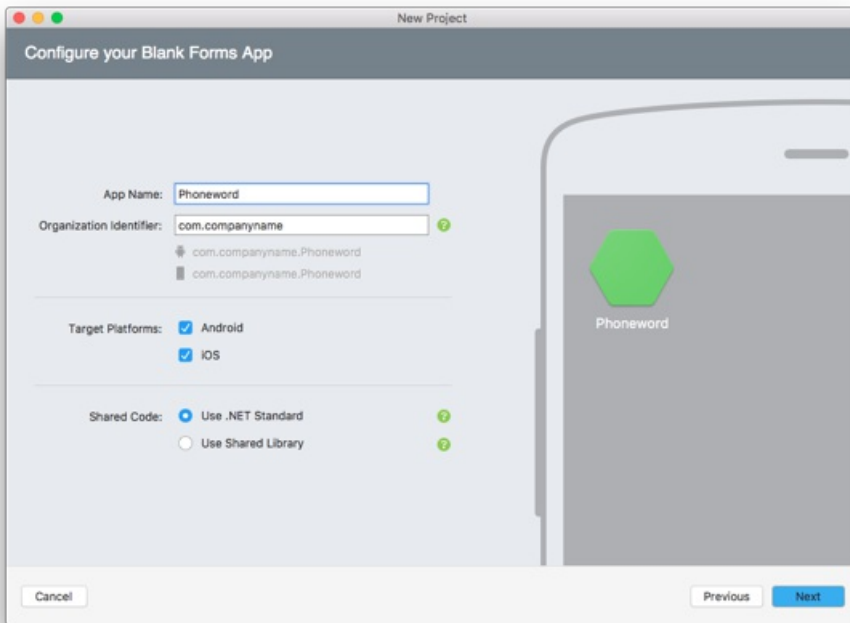 New Project
Configure your Blank Forms App
App Name: Phoneword
Organization Identifier: com.companyname
com.companyname.Phoneword
com.companyname.Phoneword
Target Platforms: Android
iOS
Shared Code: Use .NET Standard
Use Shared Library
Phoneword
Cancel
Previous
Next